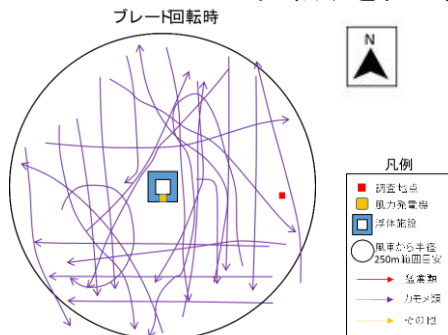 ブレード回転時
N
凡例
調査地点
風力発電機
浮体施設
風車から半径
250m範囲目安
猛禽類
カモメ類
その他